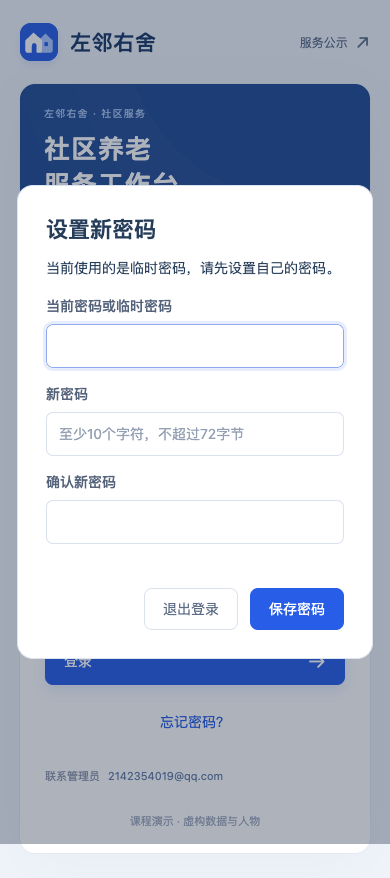 左邻右舍
服务公示
左邻右舍 · 社区服务
社区养老
服务工作台
设置新密码
当前使用的是临时密码，请先设置自己的密码。
当前密码或临时密码
新密码
至少10个字符，不超过72字节
确认新密码
退出登录
保存密码
登录
忘记密码？
联系管理员 2142354019@qq.com
课程演示 · 虚构数据与人物